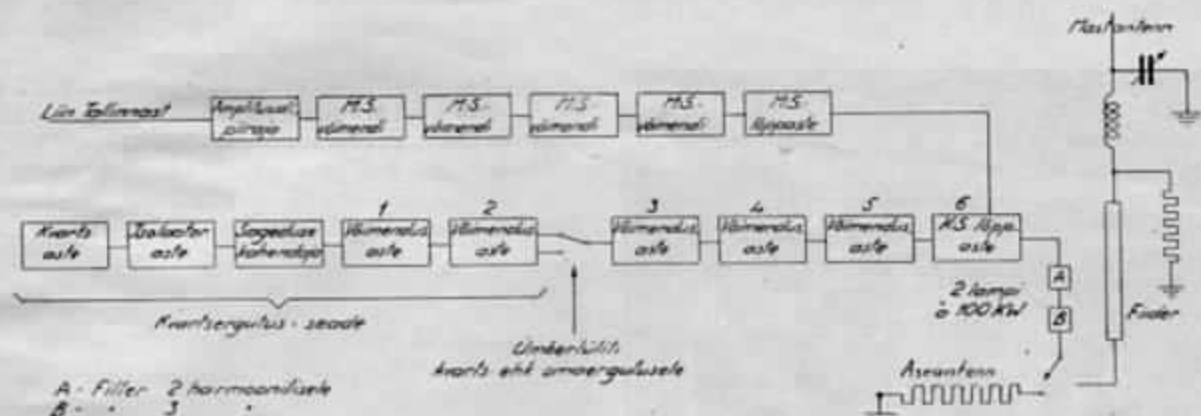 Mastantenn
Liin Tallinnast
Amplituudi
piiraja
M.S.
võimendi
M.S.
võimendi
M.S.
võimendi
M.S.
võimendi
M.S.
lõppaste
Kvarts
aste
Isolaator
aste
Sageduse
kahendaja
1
Võimendus
aste
2
Võimendus
aste
3
Võimendus
aste
4
Võimendus
aste
5
Võimendus
aste
6
K.S. lõpp.
aste
A
B
2 lampi
à 100 KW
Fiider
Kvartsergutus - seade
Ümberlüliti
kvarts ehk omaergutusele
Aseantenn
A - Filter 2 harmoonilisele
B - " 3 "